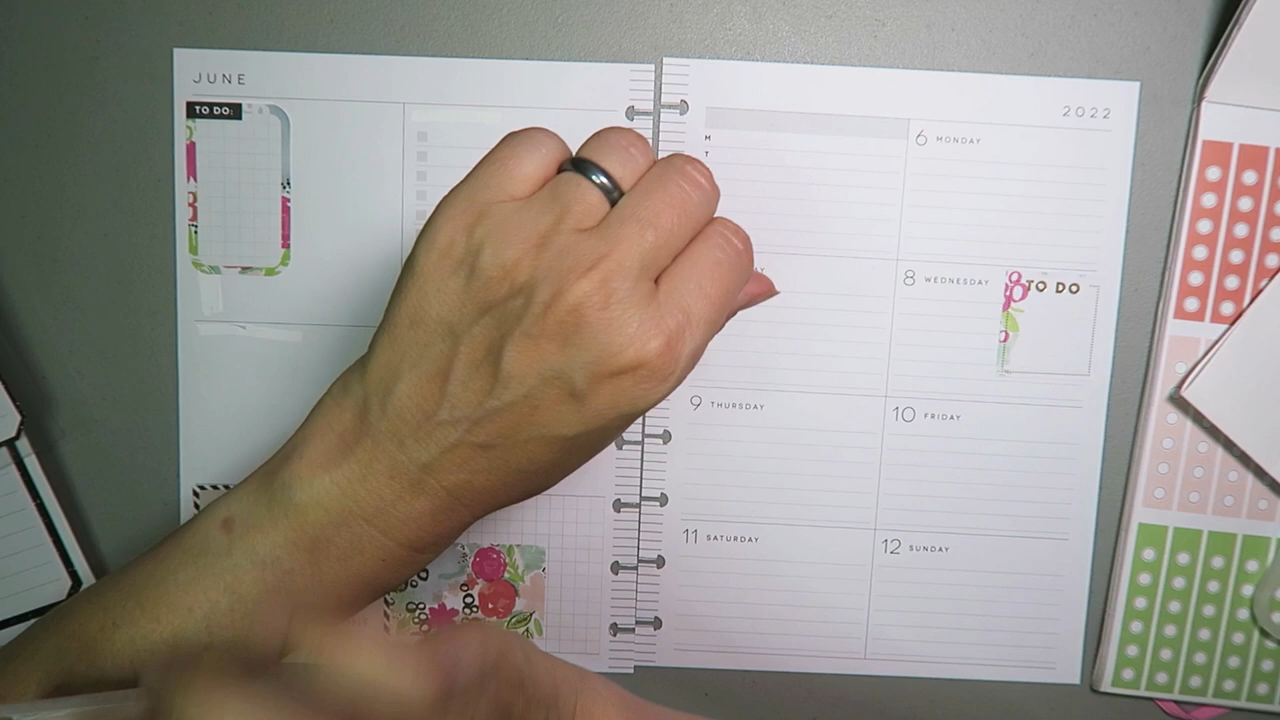 JUNE
TO DO:
2022
M
T
6 MONDAY
8 WEDNESDAY
TO DO
9 THURSDAY
10 FRIDAY
11 SATURDAY
12 SUNDAY